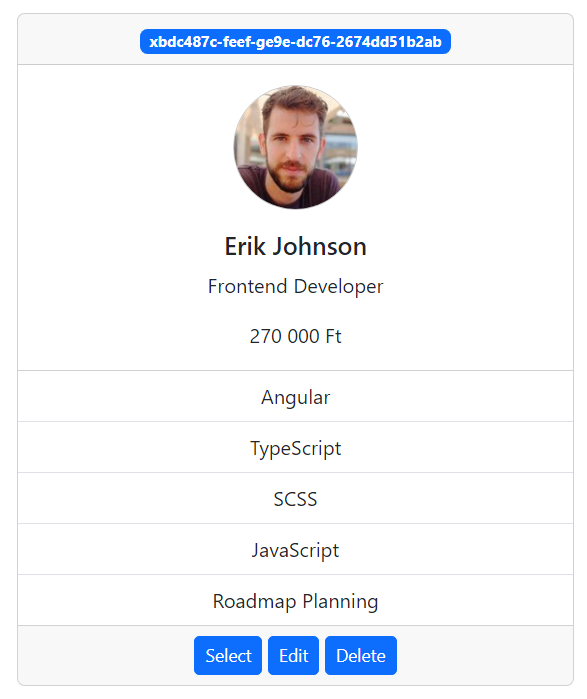 xbdc487c-feef-ge9e-dc76-2674dd51b2ab
Erik Johnson
Frontend Developer
270 000 Ft
Angular
TypeScript
SCSS
JavaScript
Roadmap Planning
Select Edit Delete